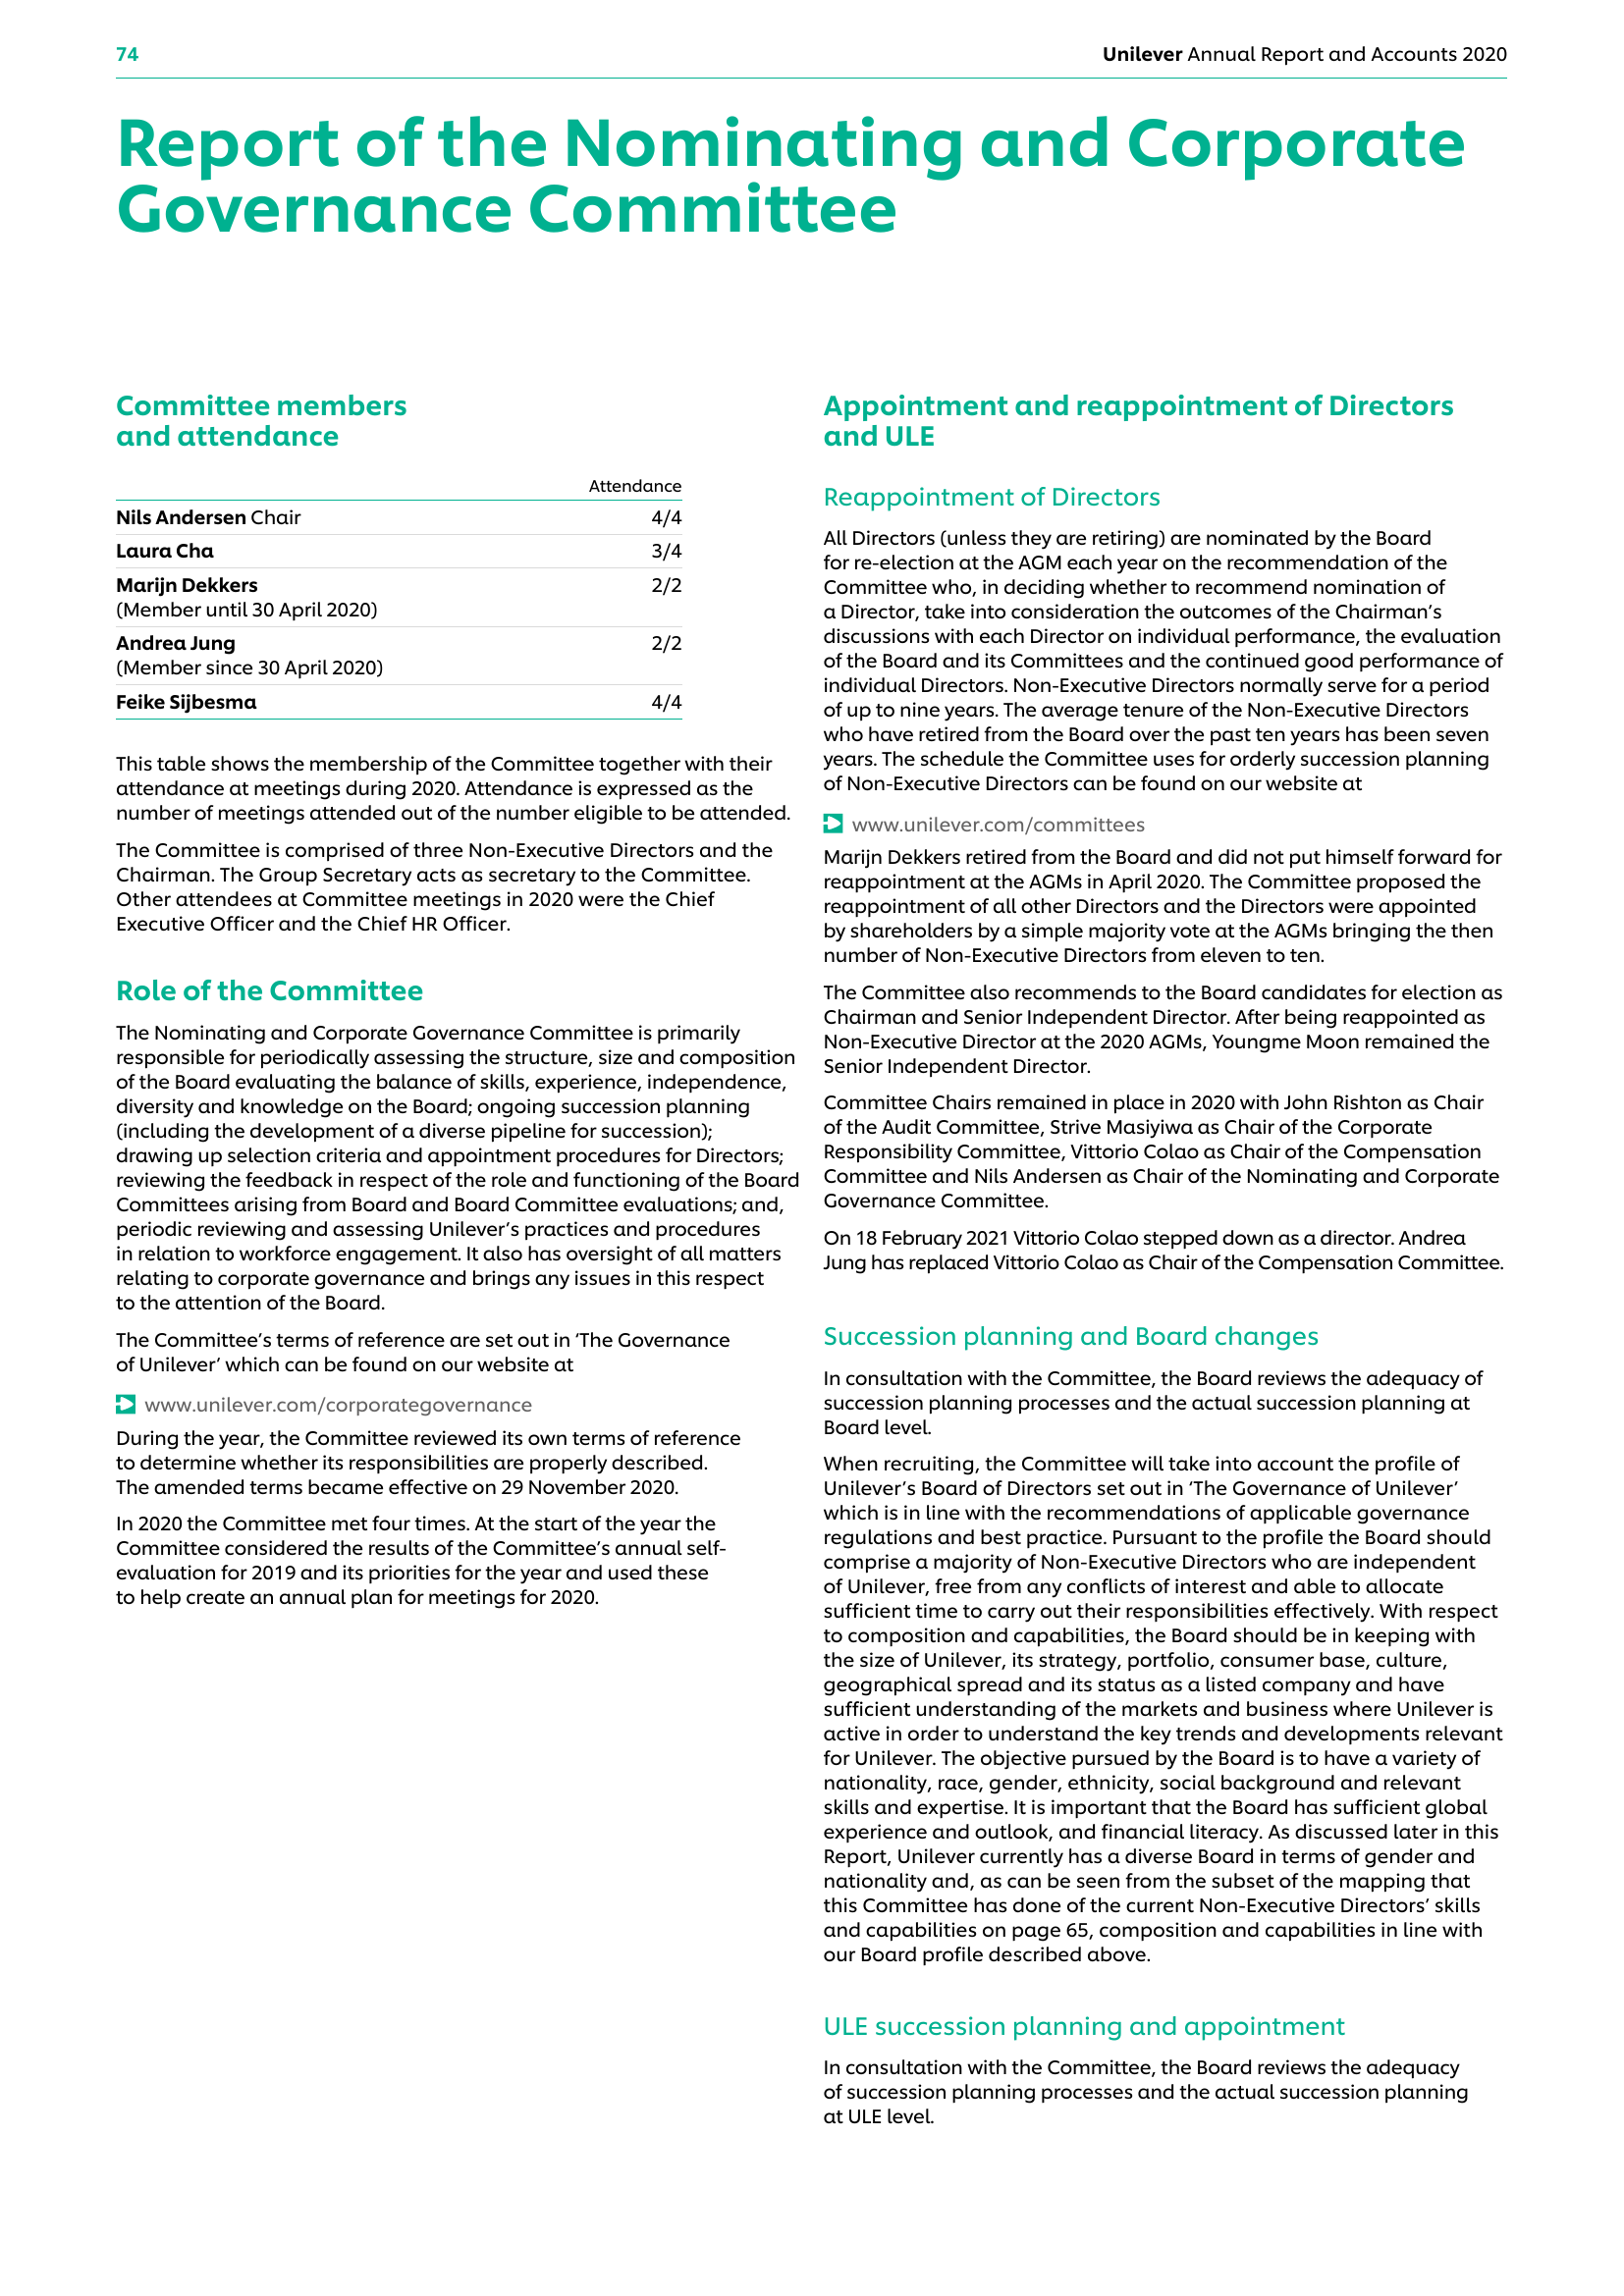 74
Unilever Annual Report and Accounts 2020
Report of the Nominating and Corporate
Governance Committee
Committee members
and attendance
Attendance
Nils Andersen Chair 4/4
Laura Cha 3/4
Marijn Dekkers 2/2
(Member until 30 April 2020)
Andrea Jung 2/2
(Member since 30 April 2020)
Feike Sijbesma 4/4
This table shows the membership of the Committee together with their
attendance at meetings during 2020. Attendance is expressed as the
number of meetings attended out of the number eligible to be attended.
The Committee is comprised of three Non-Executive Directors and the
Chairman. The Group Secretary acts as secretary to the Committee.
Other attendees at Committee meetings in 2020 were the Chief
Executive Officer and the Chief HR Officer.
Role of the Committee
The Nominating and Corporate Governance Committee is primarily
responsible for periodically assessing the structure, size and composition
of the Board evaluating the balance of skills, experience, independence,
diversity and knowledge on the Board; ongoing succession planning
(including the development of a diverse pipeline for succession);
drawing up selection criteria and appointment procedures for Directors;
reviewing the feedback in respect of the role and functioning of the Board
Committees arising from Board and Board Committee evaluations; and,
periodic reviewing and assessing Unilever’s practices and procedures
in relation to workforce engagement. It also has oversight of all matters
relating to corporate governance and brings any issues in this respect
to the attention of the Board.
The Committee’s terms of reference are set out in ‘The Governance
of Unilever’ which can be found on our website at
www.unilever.com/corporategovernance
During the year, the Committee reviewed its own terms of reference
to determine whether its responsibilities are properly described.
The amended terms became effective on 29 November 2020.
In 2020 the Committee met four times. At the start of the year the
Committee considered the results of the Committee’s annual self-
evaluation for 2019 and its priorities for the year and used these
to help create an annual plan for meetings for 2020.
Appointment and reappointment of Directors
and ULE
Reappointment of Directors
All Directors (unless they are retiring) are nominated by the Board
for re-election at the AGM each year on the recommendation of the
Committee who, in deciding whether to recommend nomination of
a Director, take into consideration the outcomes of the Chairman’s
discussions with each Director on individual performance, the evaluation
of the Board and its Committees and the continued good performance of
individual Directors. Non-Executive Directors normally serve for a period
of up to nine years. The average tenure of the Non-Executive Directors
who have retired from the Board over the past ten years has been seven
years. The schedule the Committee uses for orderly succession planning
of Non-Executive Directors can be found on our website at
www.unilever.com/committees
Marijn Dekkers retired from the Board and did not put himself forward for
reappointment at the AGMs in April 2020. The Committee proposed the
reappointment of all other Directors and the Directors were appointed
by shareholders by a simple majority vote at the AGMs bringing the then
number of Non-Executive Directors from eleven to ten.
The Committee also recommends to the Board candidates for election as
Chairman and Senior Independent Director. After being reappointed as
Non-Executive Director at the 2020 AGMs, Youngme Moon remained the
Senior Independent Director.
Committee Chairs remained in place in 2020 with John Rishton as Chair
of the Audit Committee, Strive Masiyiwa as Chair of the Corporate
Responsibility Committee, Vittorio Colao as Chair of the Compensation
Committee and Nils Andersen as Chair of the Nominating and Corporate
Governance Committee.
On 18 February 2021 Vittorio Colao stepped down as a director. Andrea
Jung has replaced Vittorio Colao as Chair of the Compensation Committee.
Succession planning and Board changes
In consultation with the Committee, the Board reviews the adequacy of
succession planning processes and the actual succession planning at
Board level.
When recruiting, the Committee will take into account the profile of
Unilever’s Board of Directors set out in ‘The Governance of Unilever’
which is in line with the recommendations of applicable governance
regulations and best practice. Pursuant to the profile the Board should
comprise a majority of Non-Executive Directors who are independent
of Unilever, free from any conflicts of interest and able to allocate
sufficient time to carry out their responsibilities effectively. With respect
to composition and capabilities, the Board should be in keeping with
the size of Unilever, its strategy, portfolio, consumer base, culture,
geographical spread and its status as a listed company and have
sufficient understanding of the markets and business where Unilever is
active in order to understand the key trends and developments relevant
for Unilever. The objective pursued by the Board is to have a variety of
nationality, race, gender, ethnicity, social background and relevant
skills and expertise. It is important that the Board has sufficient global
experience and outlook, and financial literacy. As discussed later in this
Report, Unilever currently has a diverse Board in terms of gender and
nationality and, as can be seen from the subset of the mapping that
this Committee has done of the current Non-Executive Directors’ skills
and capabilities on page 65, composition and capabilities in line with
our Board profile described above.
ULE succession planning and appointment
In consultation with the Committee, the Board reviews the adequacy
of succession planning processes and the actual succession planning
at ULE level.